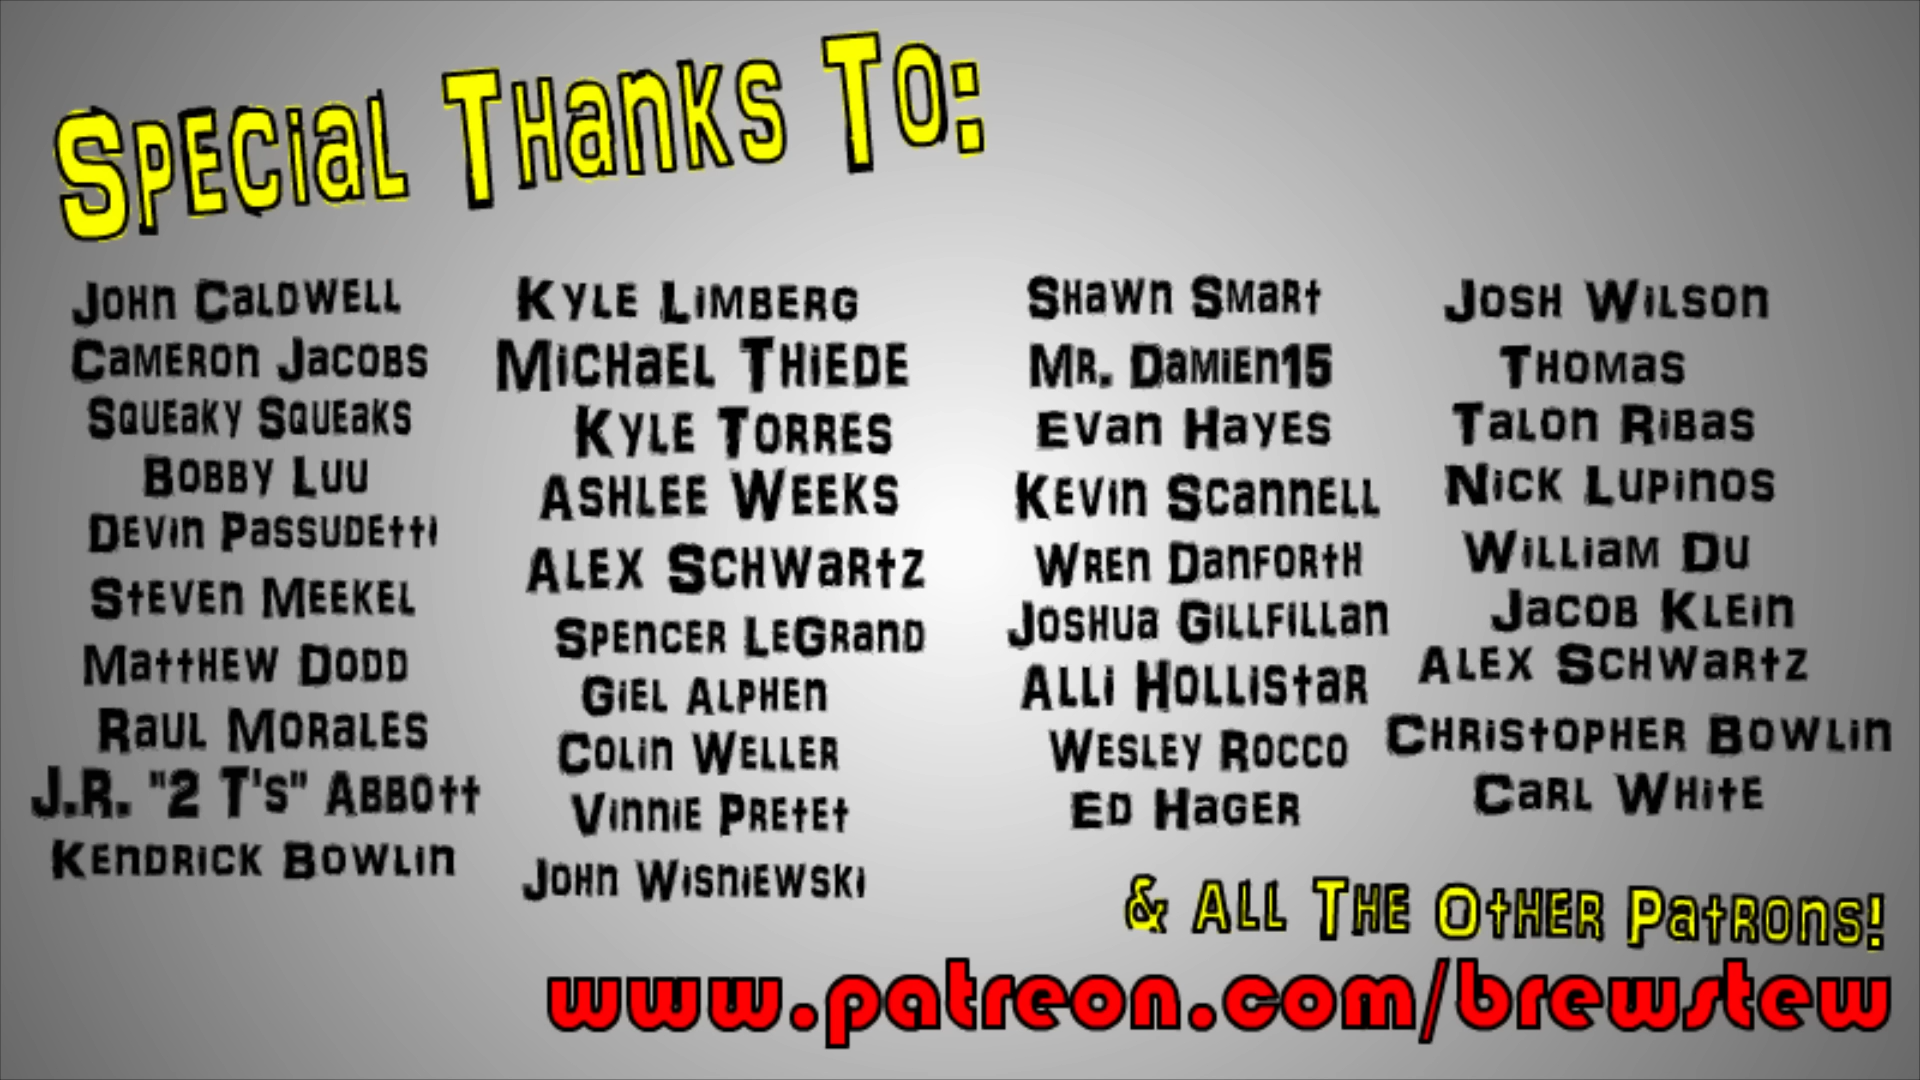 Special Thanks To:
John Caldwell
Cameron Jacobs
Squeaky Squeaks
Bobby Luu
Devin Passudetti
Steven Meekel
Matthew Dodd
Raul Morales
J.R. "2 T's" Abbott
Kendrick Bowlin
Kyle Limberg
Michael Thiede
Kyle Torres
Ashlee Weeks
Alex Schwartz
Spencer LeGrand
Giel Alphen
Colin Weller
Vinnie Pretet
John Wisniewski
Shawn Smart
Mr. Damien15
Evan Hayes
Kevin Scannell
Wren Danforth
Joshua Gillfillan
Alli Hollistar
Wesley Rocco
Ed Hager
Josh Wilson
Thomas
Talon Ribas
Nick Lupinos
William Du
Jacob Klein
Alex Schwartz
Christopher Bowlin
Carl White
& All The Other Patrons!
www.patreon.com/brewstew